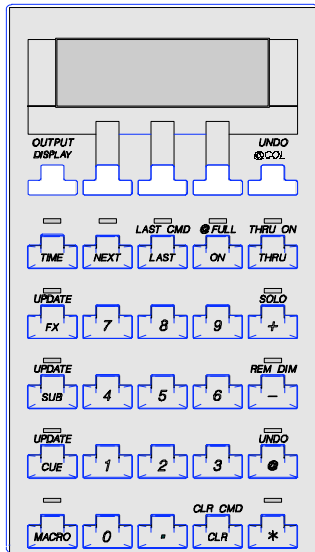 OUTPUT UNDO
DISPLAY @COL
LAST CMD @FULL THRU ON
TIME NEXT LAST ON THRU
UPDATE SOLO
FX 7 8 9 +
UPDATE REM DIM
SUB 4 5 6 -
UPDATE UNDO
CUE 1 2 3 @
CLR CMD
MACRO 0 . CLR *